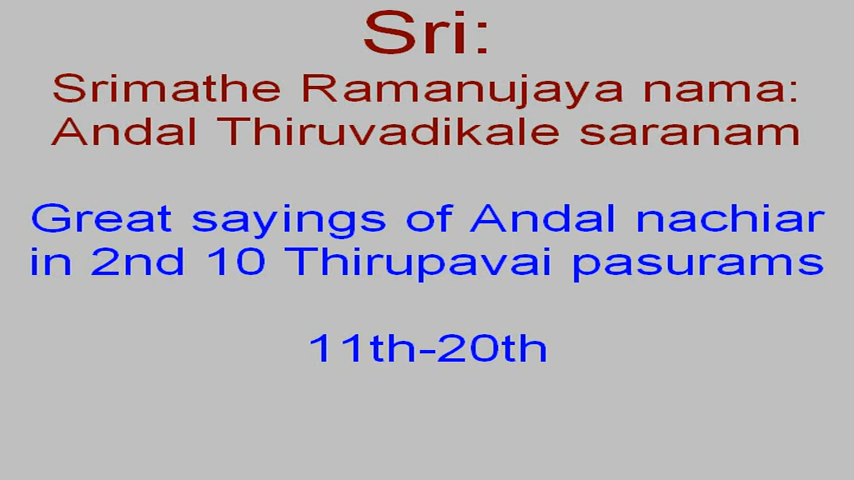 Sri:
Srimathe Ramanujaya nama:
Andal Thiruvadikale saranam
Great sayings of Andal nachiar
in 2nd 10 Thirupavai pasurams
11th-20th